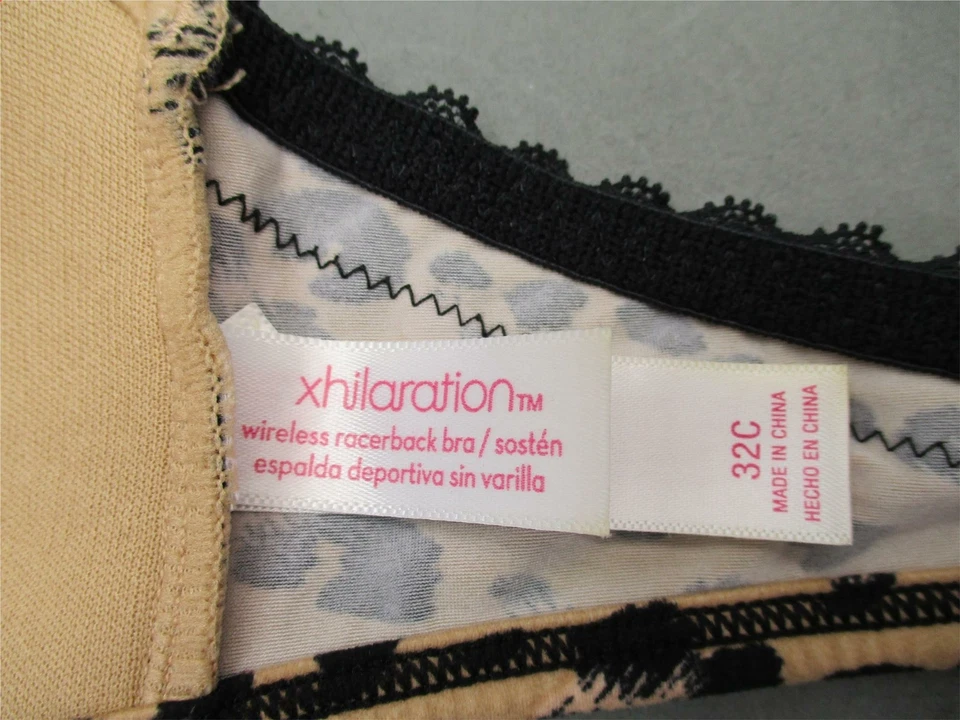 xhilaration™
wireless racerback bra / sostén
espalda deportiva sin varilla
32C
MADE IN CHINA
HECHO EN CHINA